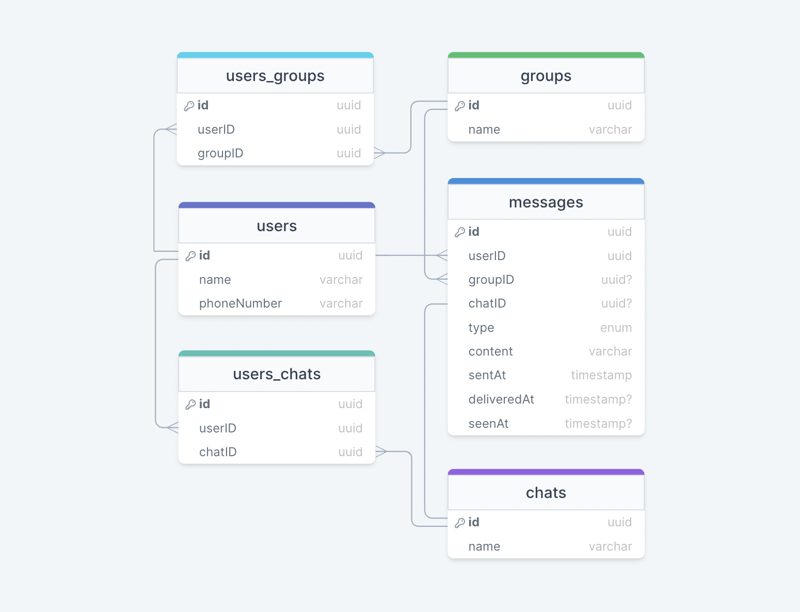 users_groups
id uuid
userID uuid
groupID uuid
groups
id uuid
name varchar
users
id uuid
name varchar
phoneNumber varchar
messages
id uuid
userID uuid
groupID uuid?
chatID uuid?
type enum
content varchar
sentAt timestamp
deliveredAt timestamp?
seenAt timestamp?
users_chats
id uuid
userID uuid
chatID uuid
chats
id uuid
name varchar